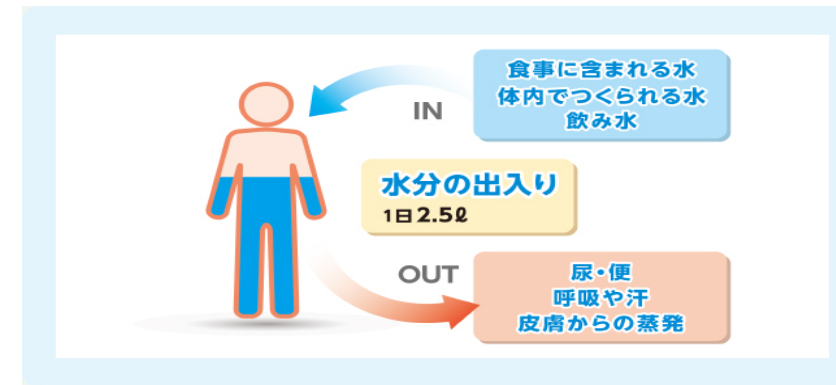 食事に含まれる水
体内でつくられる水
飲み水
IN
水分の出入り
1日2.5ℓ
OUT
尿・便
呼吸や汗
皮膚からの蒸発